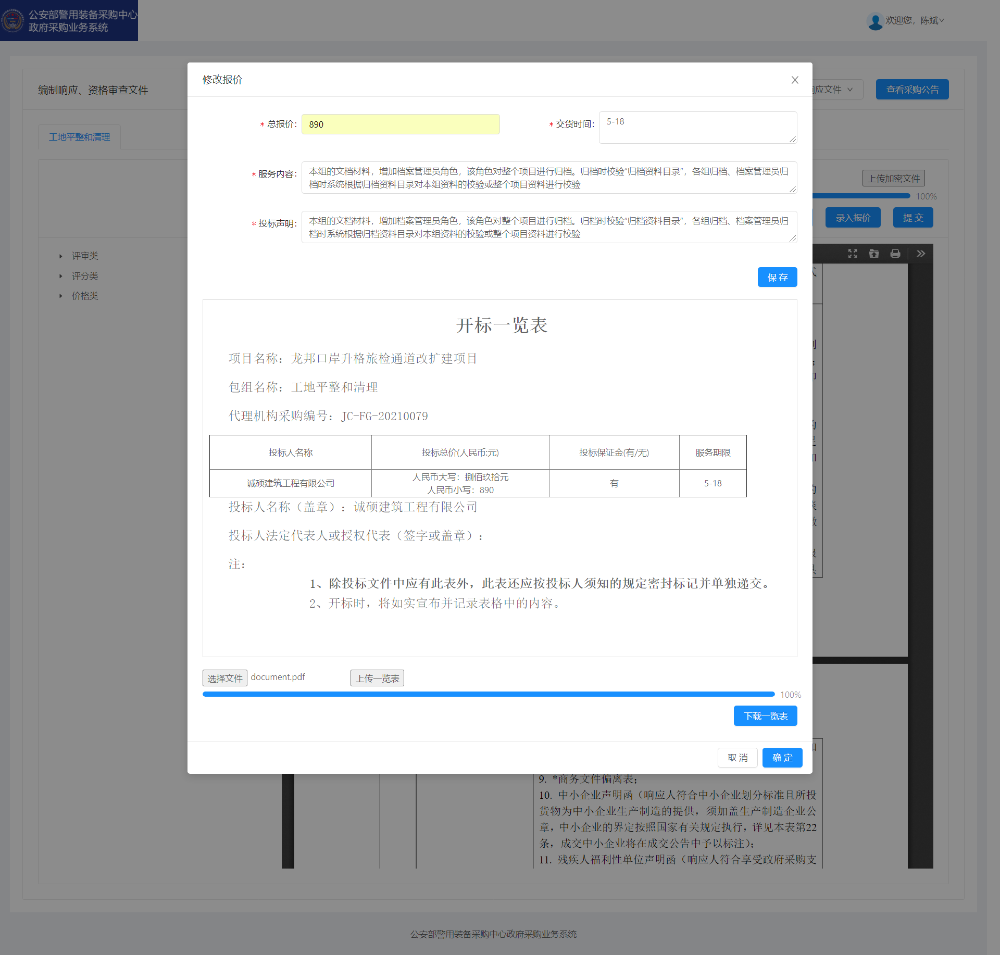 公安部警用装备采购中心
政府采购业务系统
欢迎您，陈斌
编制响应、资格审查文件
应文件
查看采购公告
工地平整和清理
上传加密文件
100%
录入报价
提 交
评审类
评分类
价格类
修改报价
* 总报价：
890
* 交货时间：
5-18
* 服务内容：
本组的文档材料，增加档案管理员角色，该角色对整个项目进行归档。归档时校验“归档资料目录”，各组归档、档案管理员归
档时系统根据归档资料目录对本组资料的校验或整个项目资料进行校验
* 投标声明：
本组的文档材料，增加档案管理员角色，该角色对整个项目进行归档。归档时校验“归档资料目录”，各组归档、档案管理员归
档时系统根据归档资料目录对本组资料的校验或整个项目资料进行校验
保 存
开标一览表
项目名称：龙邦口岸升格旅检通道改扩建项目
包组名称：工地平整和清理
代理机构采购编号：JC-FG-20210079
投标人名称 投标总价(人民币:元) 投标保证金(有/无) 服务期限
诚硕建筑工程有限公司 人民币大写：捌佰玖拾元 有 5-18
人民币小写：890
投标人名称（盖章）：诚硕建筑工程有限公司
投标人法定代表人或授权代表（签字或盖章）：
注：
1、除投标文件中应有此表外，此表还应按投标人须知的规定密封标记并单独递交。
2、开标时，将如实宣布并记录表格中的内容。
选择文件 document.pdf 上传一览表
100%
下载一览表
取 消
确 定
9. *商务文件偏离表；
10. 中小企业声明函（响应人符合中小企业划分标准且所投
货物为中小企业生产制造的提供，须加盖生产制造企业公
章，中小企业的界定按照国家有关规定执行，详见本表第22
条，成交中小企业将在成交公告中予以标注）；
11. 残疾人福利性单位声明函（响应人符合享受政府采购支
公安部警用装备采购中心政府采购业务系统